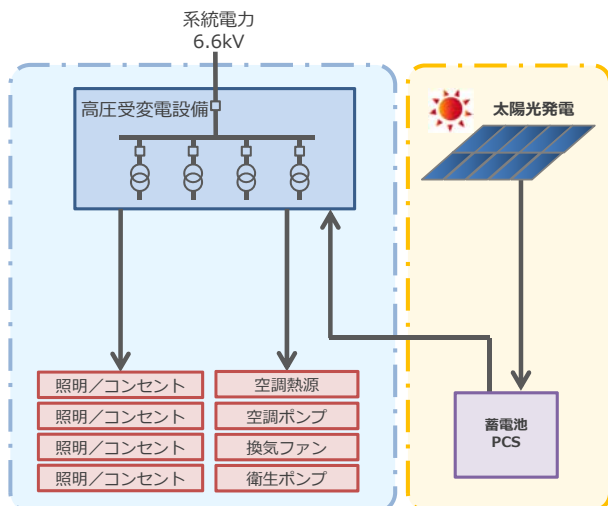 系統電力
6.6kV
高圧受変電設備
太陽光発電
照明／コンセント
照明／コンセント
照明／コンセント
照明／コンセント
空調熱源
空調ポンプ
換気ファン
衛生ポンプ
蓄電池
PCS